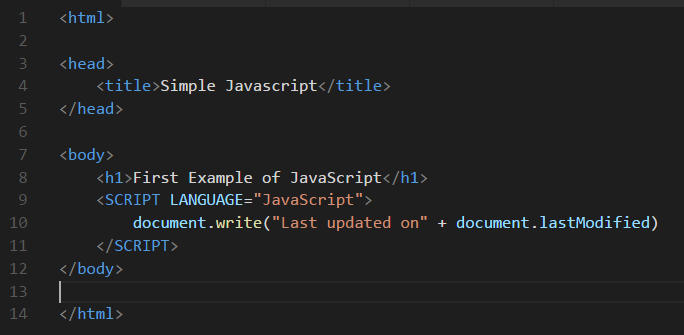 1 <html>
2
3 <head>
4     <title>Simple Javascript</title>
5 </head>
6
7 <body>
8     <h1>First Example of JavaScript</h1>
9     <SCRIPT LANGUAGE="JavaScript">
10         document.write("Last updated on" + document.lastModified)
11     </SCRIPT>
12 </body>
13
14 </html>